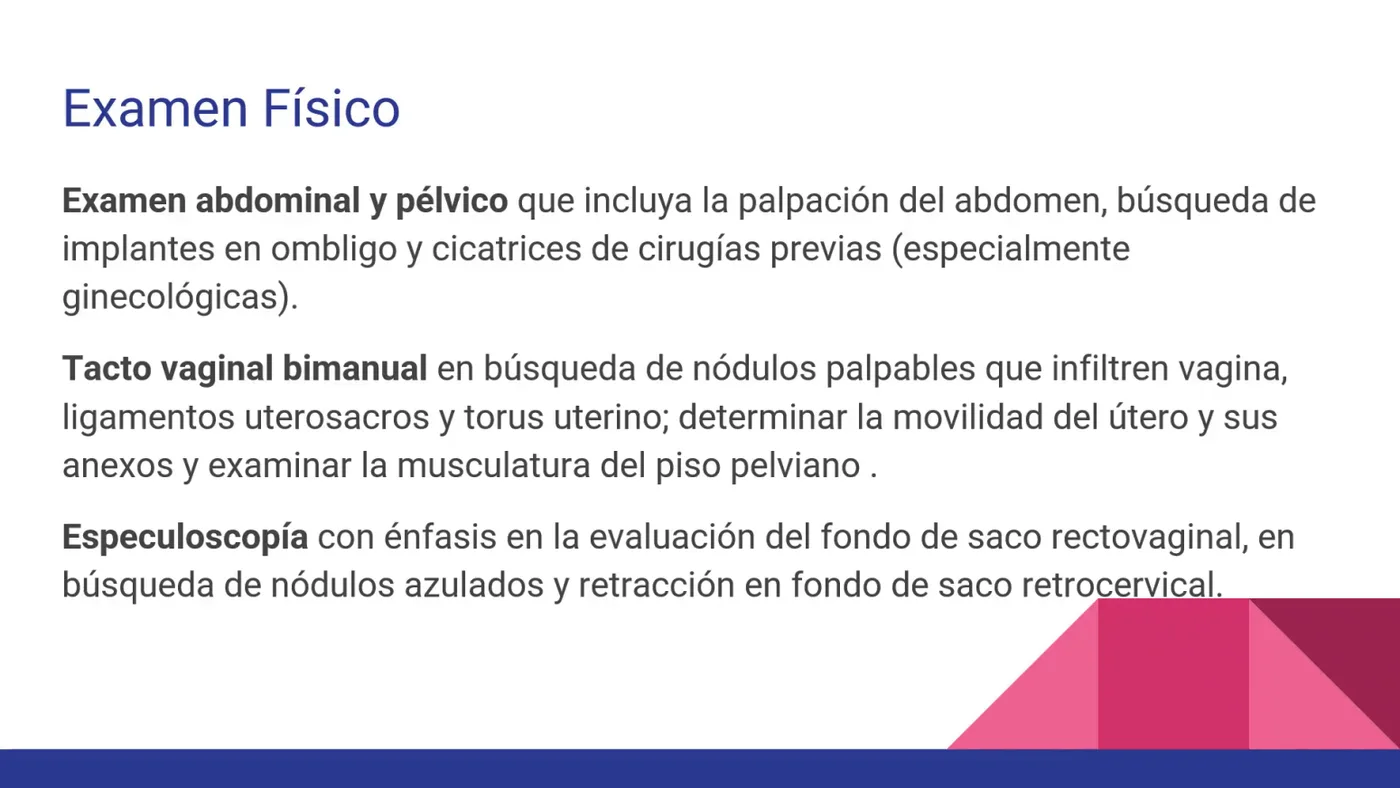 Examen Físico
Examen abdominal y pélvico que incluya la palpación del abdomen, búsqueda de
implantes en ombligo y cicatrices de cirugías previas (especialmente
ginecológicas).
Tacto vaginal bimanual en búsqueda de nódulos palpables que infiltren vagina,
ligamentos uterosacros y torus uterino; determinar la movilidad del útero y sus
anexos y examinar la musculatura del piso pelviano .
Especuloscopía con énfasis en la evaluación del fondo de saco rectovaginal, en
búsqueda de nódulos azulados y retracción en fondo de saco retrocervical.